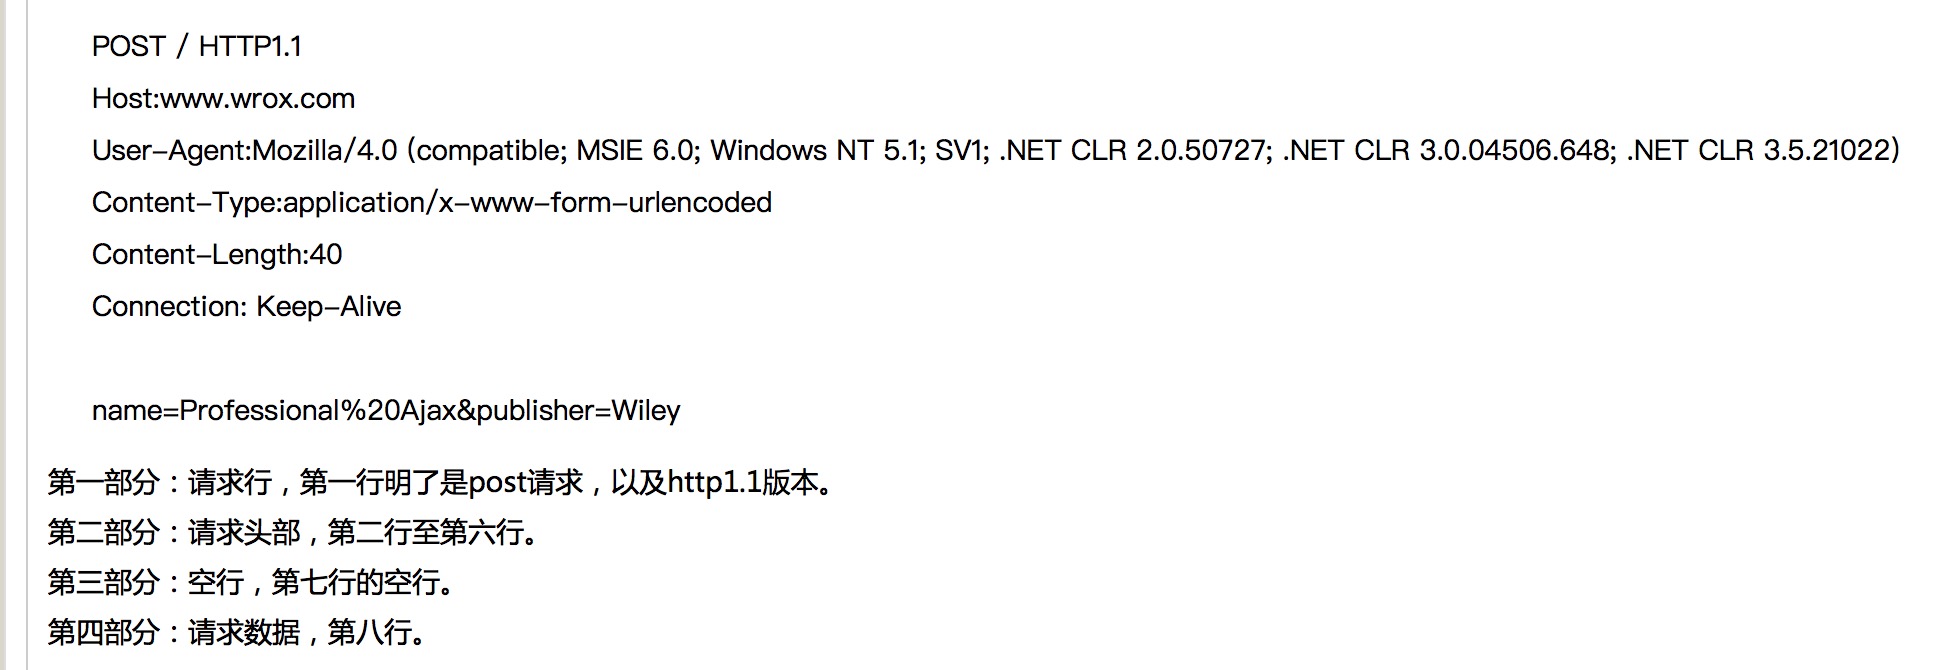 POST / HTTP1.1
Host:www.wrox.com
User-Agent:Mozilla/4.0 (compatible; MSIE 6.0; Windows NT 5.1; SV1; .NET CLR 2.0.50727; .NET CLR 3.0.04506.648; .NET CLR 3.5.21022)
Content-Type:application/x-www-form-urlencoded
Content-Length:40
Connection: Keep-Alive
name=Professional%20Ajax&publisher=Wiley
第一部分：请求行，第一行明了是post请求，以及http1.1版本。
第二部分：请求头部，第二行至第六行。
第三部分：空行，第七行的空行。
第四部分：请求数据，第八行。